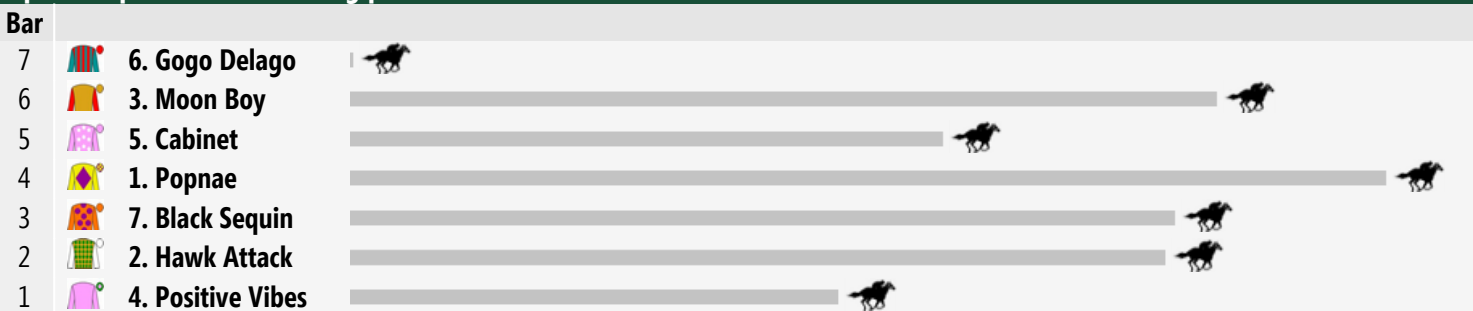 Bar
7 6. Gogo Delago
6 3. Moon Boy
5 5. Cabinet
4 1. Popnae
3 7. Black Sequin
2 2. Hawk Attack
1 4. Positive Vibes